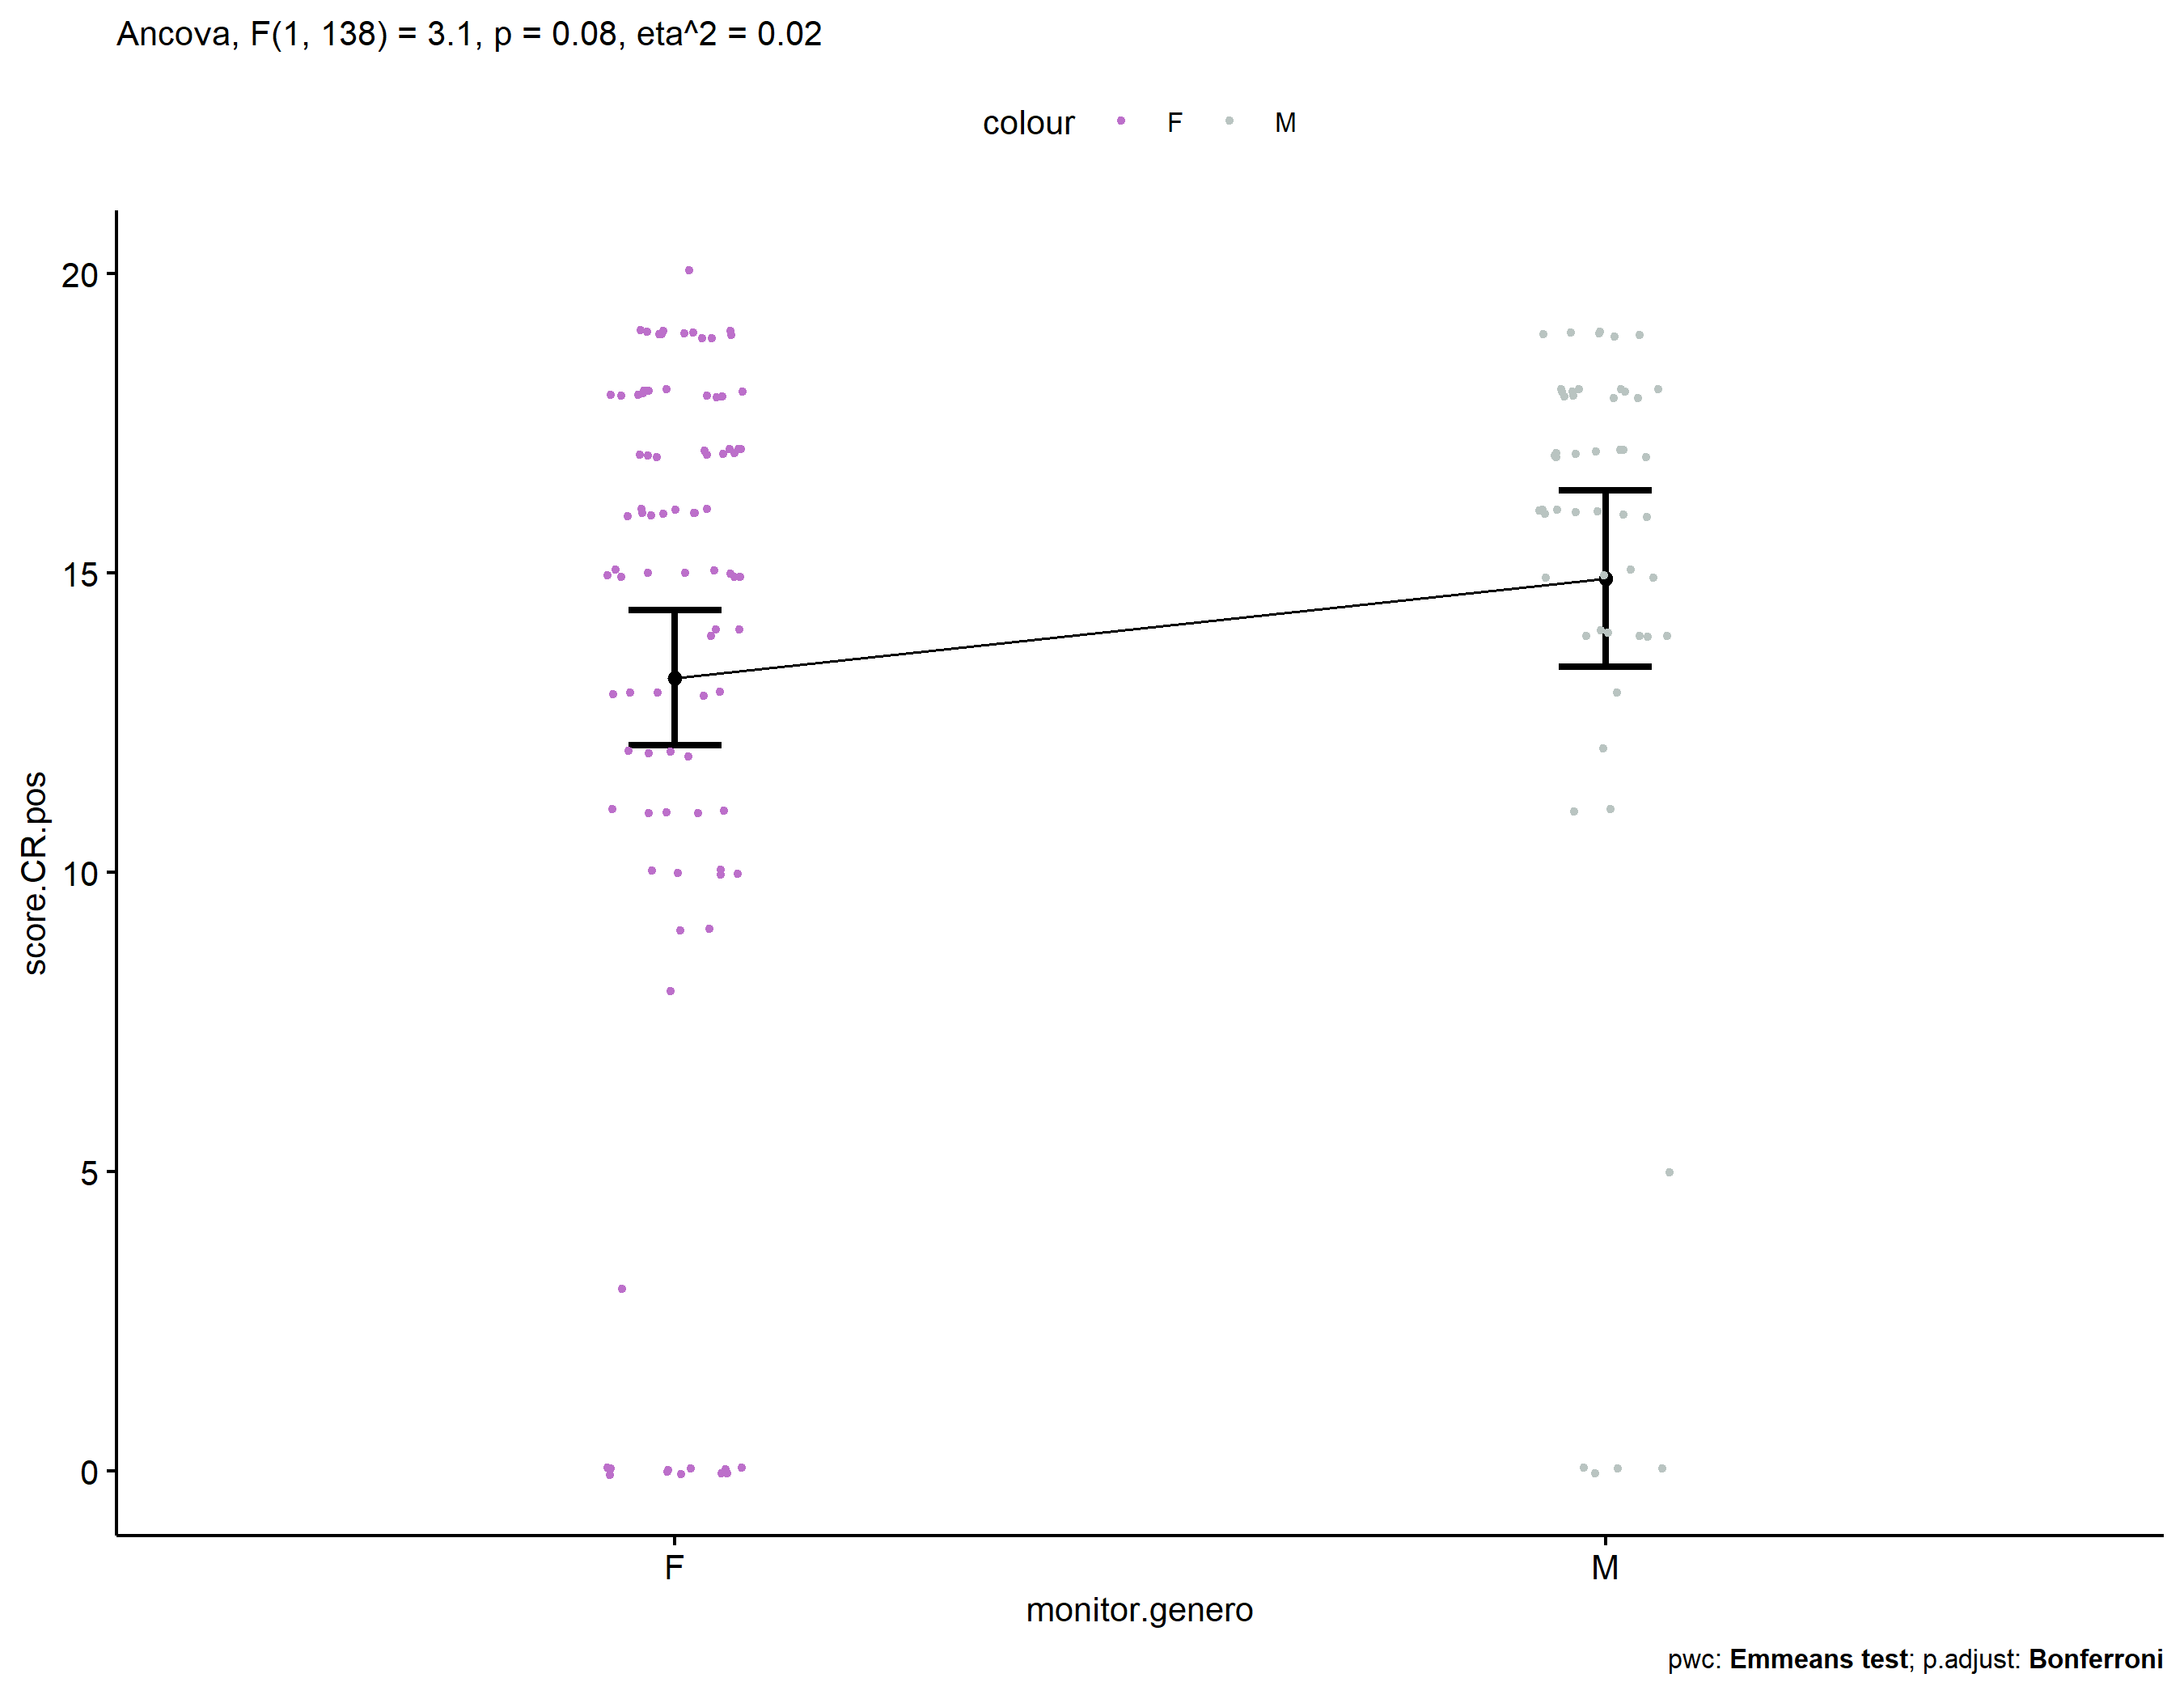 Ancova, F(1, 138) = 3.1, p = 0.08, eta^2 = 0.02
colour F M
20
15
10
5
0
score.CR.pos
F M
monitor.genero
pwc: Emmeans test; p.adjust: Bonferroni